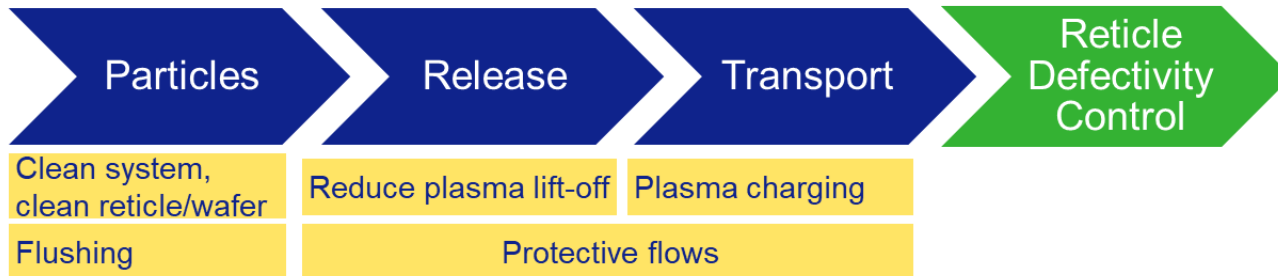 Particles
Release
Transport
Reticle
Defectivity
Control
Clean system,
clean reticle/wafer
Reduce plasma lift-off
Plasma charging
Flushing
Protective flows